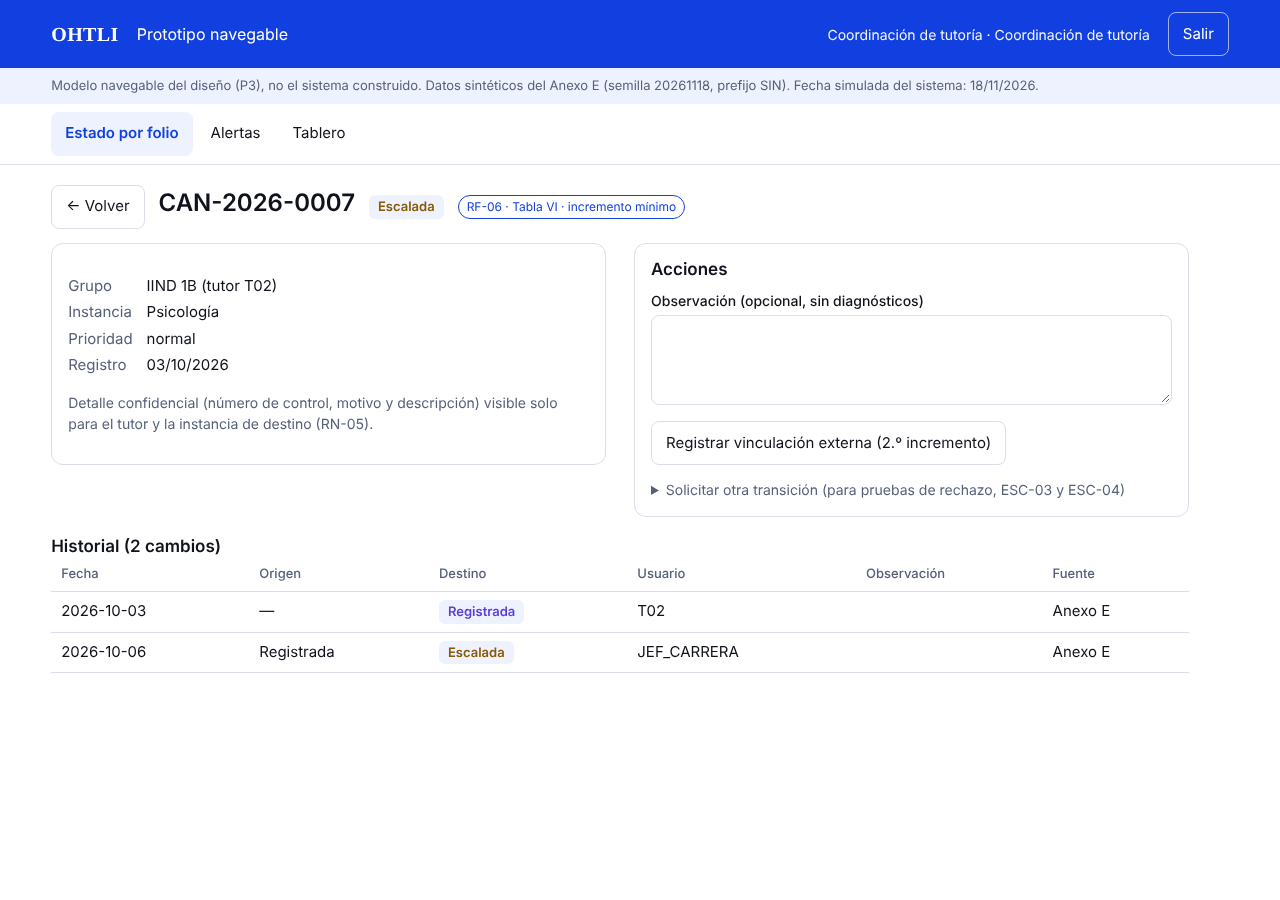 OHTLI Prototipo navegable Coordinación de tutoría · Coordinación de tutoría Salir
Modelo navegable del diseño (P3), no el sistema construido. Datos sintéticos del Anexo E (semilla 20261118, prefijo SIN). Fecha simulada del sistema: 18/11/2026.
Estado por folio Alertas Tablero
← Volver CAN-2026-0007 Escalada RF-06 · Tabla VI · incremento mínimo
Grupo IIND 1B (tutor T02)
Instancia Psicología
Prioridad normal
Registro 03/10/2026
Detalle confidencial (número de control, motivo y descripción) visible solo
para el tutor y la instancia de destino (RN-05).
Acciones
Observación (opcional, sin diagnósticos)
Registrar vinculación externa (2.º incremento)
▶ Solicitar otra transición (para pruebas de rechazo, ESC-03 y ESC-04)
Historial (2 cambios)
Fecha Origen Destino Usuario Observación Fuente
2026-10-03 — Registrada T02 Anexo E
2026-10-06 Registrada Escalada JEF_CARRERA Anexo E